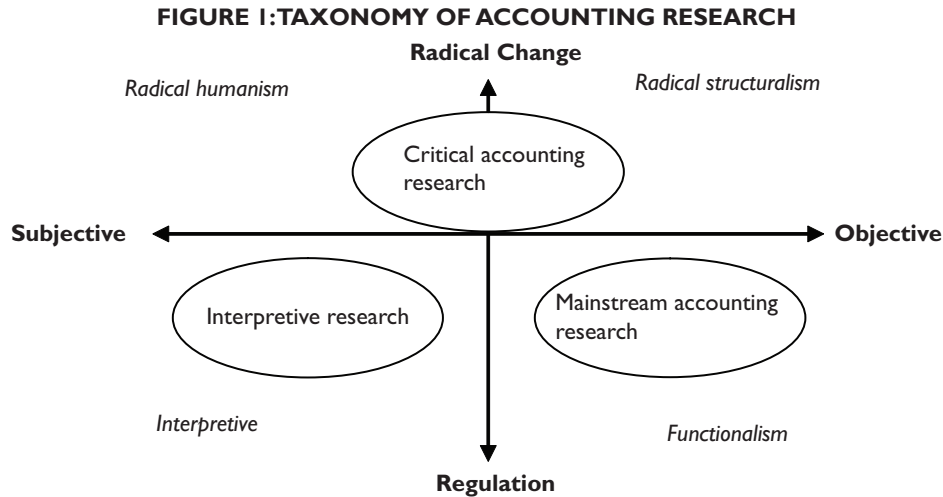 FIGURE 1:TAXONOMY OF ACCOUNTING RESEARCH
Radical Change
Radical humanism
Radical structuralism
Critical accounting
research
Subjective
Objective
Interpretive research
Mainstream accounting
research
Interpretive
Functionalism
Regulation